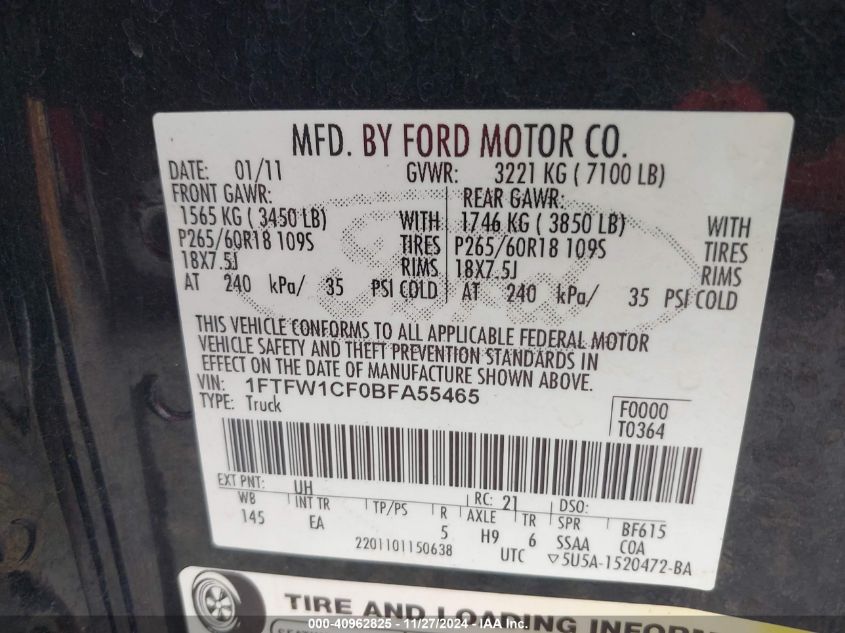 MFD. BY FORD MOTOR CO.
DATE: 01/11 GVWR: 3221 KG ( 7100 LB)
FRONT GAWR: REAR GAWR:
1565 KG ( 3450 LB) WITH 1746 KG ( 3850 LB) WITH
P265/60R18 109S TIRES P265/60R18 109S TIRES
18X7.5J RIMS 18X7.5J RIMS
AT 240 kPa/ 35 PSI COLD AT 240 kPa/ 35 PSI COLD
THIS VEHICLE CONFORMS TO ALL APPLICABLE FEDERAL MOTOR
VEHICLE SAFETY AND THEFT PREVENTION STANDARDS IN
EFFECT ON THE DATE OF MANUFACTURE SHOWN ABOVE.
VIN: 1FTFW1CF0BFA55465
TYPE: Truck
F0000
T0364
EXT PNT: UH RC: 21 DSO:
WB INT TR TP/PS R AXLE TR SPR BF615
145 EA 5 H9 6 SSAA COA
2201101150638 UTC ▽5U5A-1520472-BA
TIRE AND LOADING INFORM
000-40962825 - 11/27/2024 - IAA Inc.